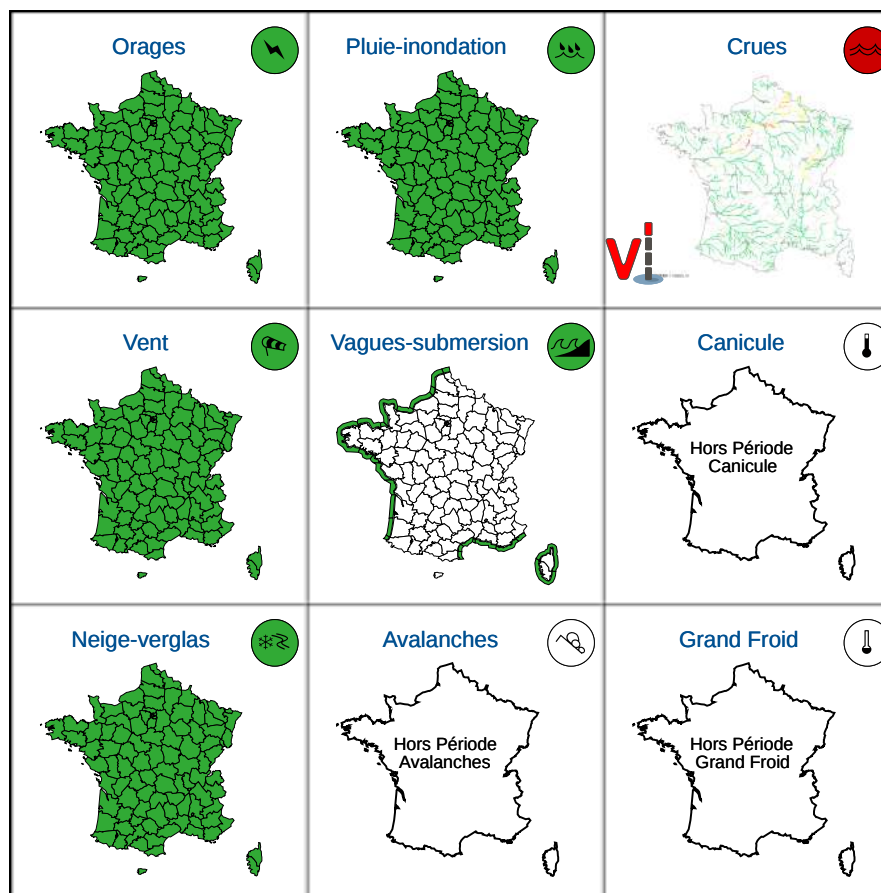 Orages
Pluie-inondation
Crues
Vi
Vent
Vagues-submersion
Canicule
Hors Période
Canicule
Neige-verglas
Avalanches
Grand Froid
Hors Période
Avalanches
Hors Période
Grand Froid